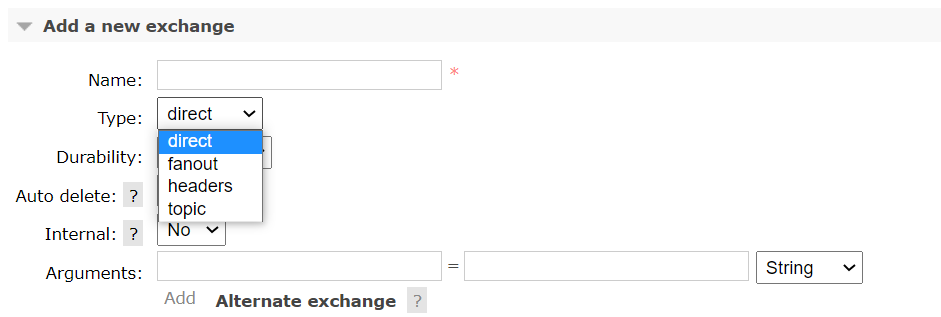 Add a new exchange
Name: *
Type: direct
direct
Durability:
fanout
headers
Auto delete: ?
topic
Internal: ? No
Arguments: = String
Add Alternate exchange ?